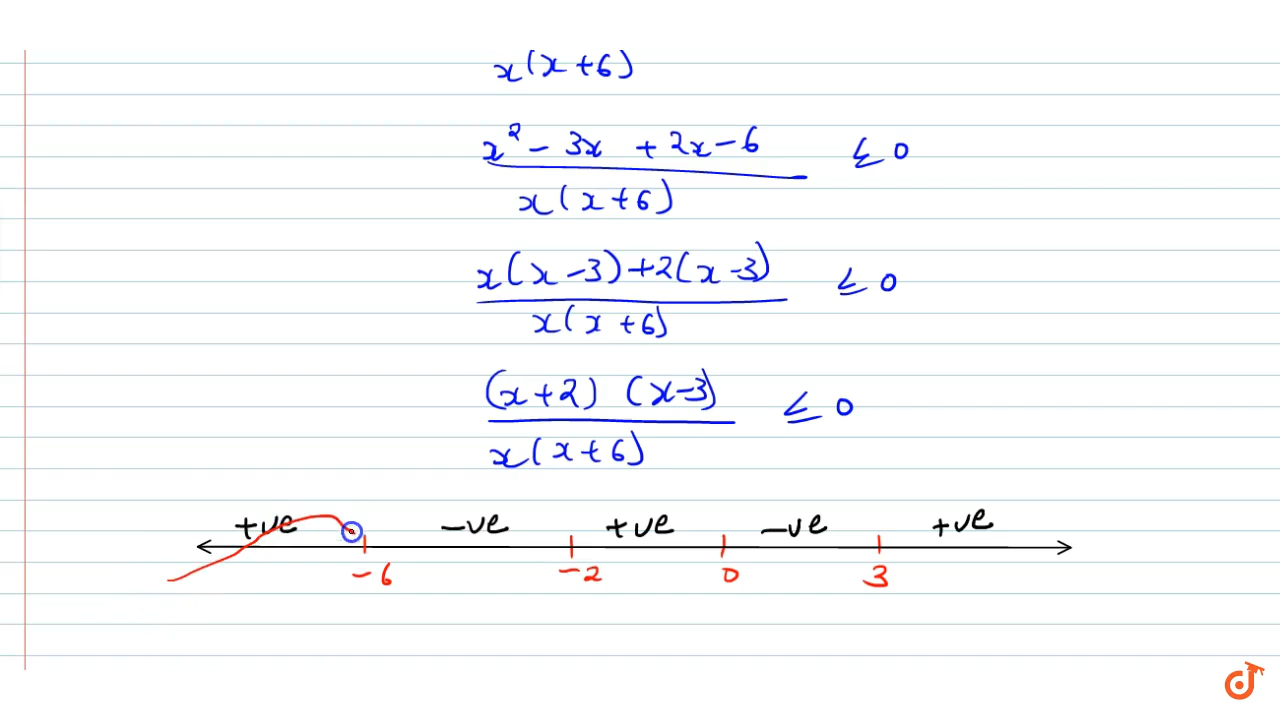 x(x+6)
x² - 3x + 2x - 6 ≤ 0
x(x+6)
x(x-3)+2(x-3) ≤ 0
x(x+6)
(x+2) (x-3) ≤ 0
x(x+6)
+ve -ve +ve -ve +ve
-6 -2 0 3